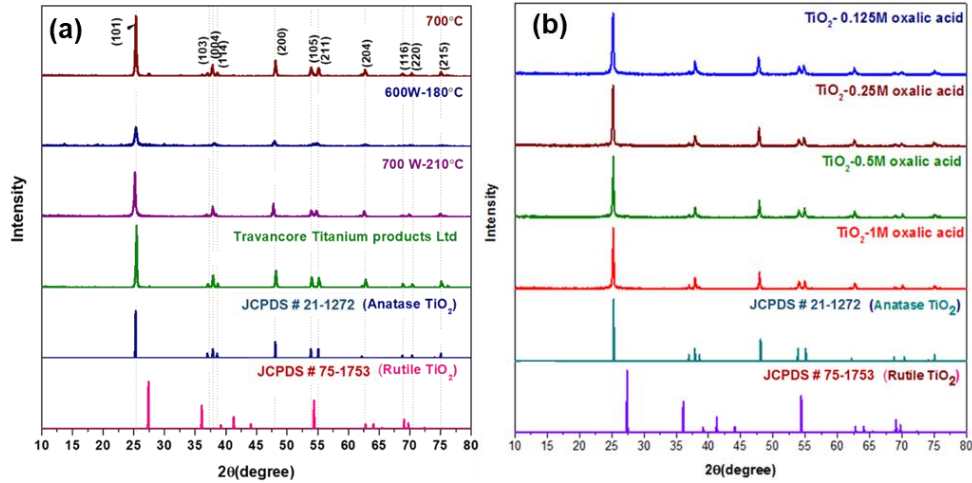 (a)
700°C
(101)
(103)
(004)
(114)
(200)
(105)
(211)
(204)
(116)
(220)
(215)
600W-180°C
700 W-210°C
Travancore Titanium products Ltd
JCPDS # 21-1272 (Anatase TiO₂)
JCPDS # 75-1753 (Rutile TiO₂)
Intensity
10 15 20 25 30 35 40 45 50 55 60 65 70 75 80
2θ(degree)
(b)
TiO₂- 0.125M oxalic acid
TiO₂-0.25M oxalic acid
TiO₂-0.5M oxalic acid
TiO₂-1M oxalic acid
JCPDS # 21-1272 (Anatase TiO₂)
JCPDS # 75-1753 (Rutile TiO₂)
Intensity
10 15 20 25 30 35 40 45 50 55 60 65 70 75 80
2θ(degree)